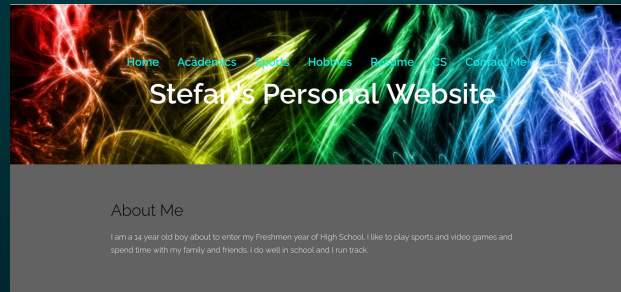 Home Academics Sports Hobbies Resume CS Contact Me
Stefan's Personal Website
About Me
I am a 14 year old boy about to enter my Freshmen year of High School. I like to play sports and video games and
spend time with my family and friends. I do well in school and I run track.